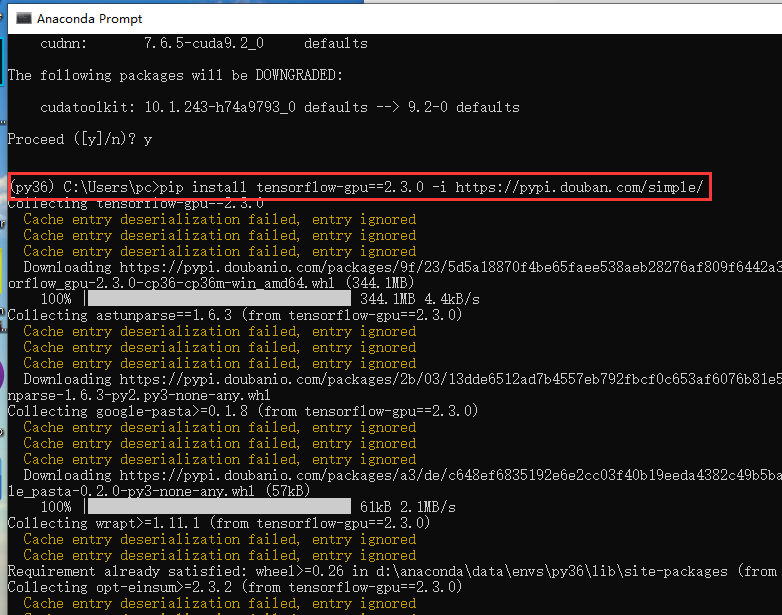 Anaconda Prompt
cudnn: 7.6.5-cuda9.2_0 defaults
The following packages will be DOWNGRADED:
cudatoolkit: 10.1.243-h74a9793_0 defaults --> 9.2-0 defaults
Proceed ([y]/n)? y
(py36) C:\Users\pc>pip install tensorflow-gpu==2.3.0 -i https://pypi.douban.com/simple/
Collecting tensorflow-gpu==2.3.0
Cache entry deserialization failed, entry ignored
Cache entry deserialization failed, entry ignored
Cache entry deserialization failed, entry ignored
Downloading https://pypi.doubanio.com/packages/9f/23/5d5a18870f4be65faee538aeb28276af809f6442a3
orflow_gpu-2.3.0-cp36-cp36m-win_amd64.whl (344.1MB)
100% | 344.1MB 4.4kB/s
Collecting astunparse==1.6.3 (from tensorflow-gpu==2.3.0)
Cache entry deserialization failed, entry ignored
Cache entry deserialization failed, entry ignored
Cache entry deserialization failed, entry ignored
Downloading https://pypi.doubanio.com/packages/2b/03/13dde6512ad7b4557eb792fbcf0c653af6076b81e5
nparse-1.6.3-py2.py3-none-any.whl
Collecting google-pasta>=0.1.8 (from tensorflow-gpu==2.3.0)
Cache entry deserialization failed, entry ignored
Cache entry deserialization failed, entry ignored
Cache entry deserialization failed, entry ignored
Downloading https://pypi.doubanio.com/packages/a3/de/c648ef6835192e6e2cc03f40b19eeda4382c49b5ba
le_pasta-0.2.0-py3-none-any.whl (57kB)
100% | 61kB 2.1MB/s
Collecting wrapt>=1.11.1 (from tensorflow-gpu==2.3.0)
Cache entry deserialization failed, entry ignored
Cache entry deserialization failed, entry ignored
Requirement already satisfied: wheel>=0.26 in d:\anaconda\data\envs\py36\lib\site-packages (from
Collecting opt-einsum>=2.3.2 (from tensorflow-gpu==2.3.0)
Cache entry deserialization failed, entry ignored